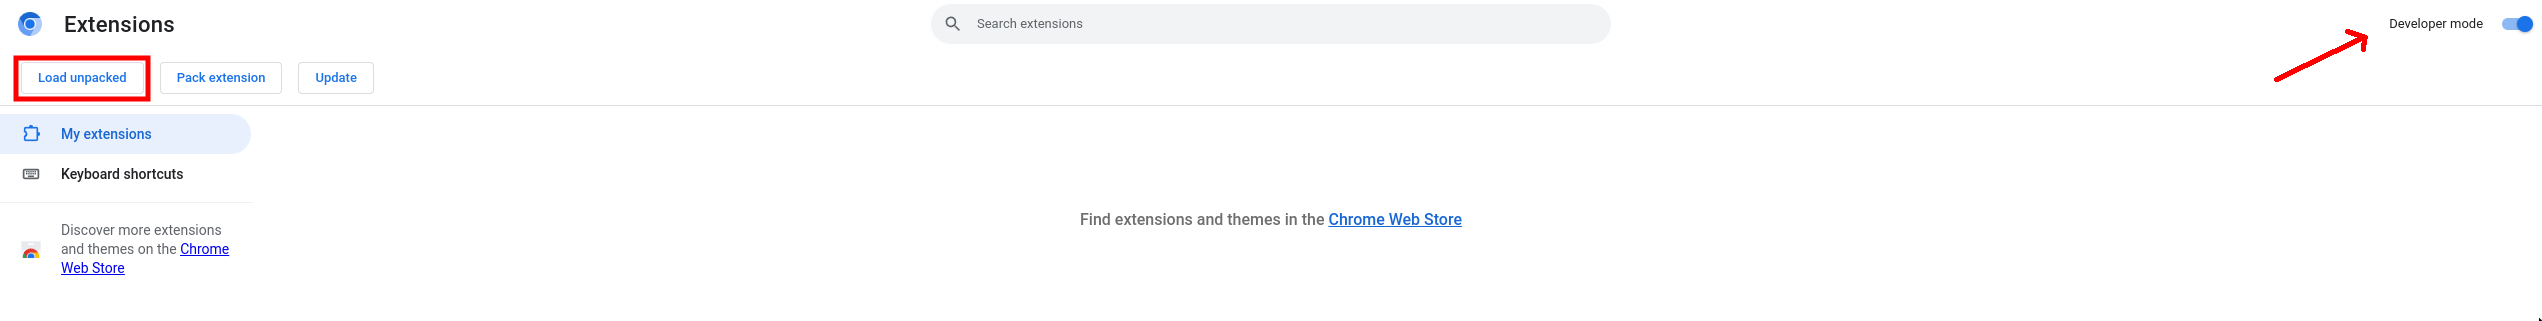 Extensions
Search extensions
Developer mode
Load unpacked
Pack extension
Update
My extensions
Keyboard shortcuts
Discover more extensions
and themes on the Chrome
Web Store
Find extensions and themes in the Chrome Web Store